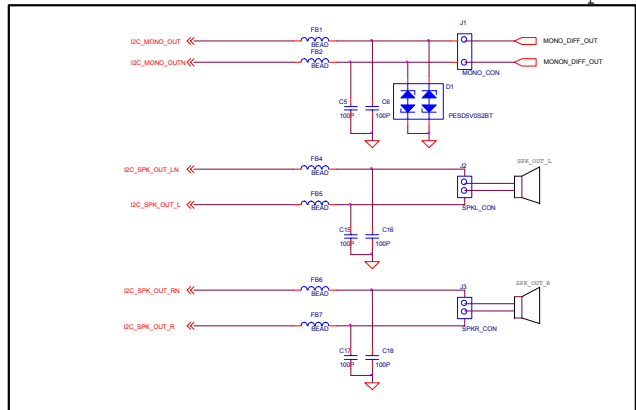 1
FB1
J1
I2C_MONO_OUT
BEAD
MONO_DIFF_OUT
FB2
I2C_MONO_OUTN
BEAD
MONON_DIFF_OUT
MONO_CON
D1
C5
C6
100P
100P
PESD5V0S2BT
FB4
J2
SPK_OUT_L
I2C_SPK_OUT_LN
BEAD
FB5
I2C_SPK_OUT_L
BEAD
SPKL_CON
C15
C16
100P
100P
FB6
J3
SPK_OUT_R
I2C_SPK_OUT_RN
BEAD
FB7
I2C_SPK_OUT_R
BEAD
SPKR_CON
C17
C18
100P
100P